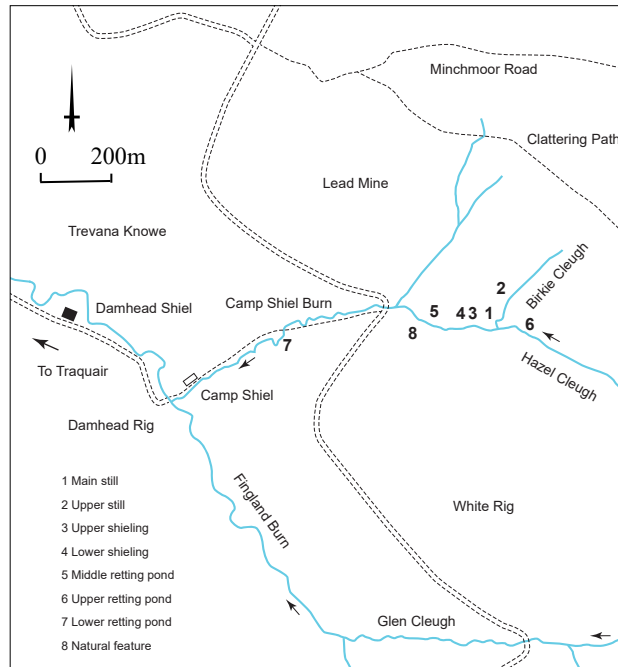 Minchmoor Road
Clattering Path
0 200m
Lead Mine
Trevana Knowe
2
Birkie Cleugh
Damhead Shiel
Camp Shiel Burn
5
4 3 1
6
7
8
Hazel Cleugh
To Traquair
Camp Shiel
Damhead Rig
Fingland Burn
White Rig
1 Main still
2 Upper still
3 Upper shieling
4 Lower shieling
5 Middle retting pond
6 Upper retting pond
7 Lower retting pond
8 Natural feature
Glen Cleugh